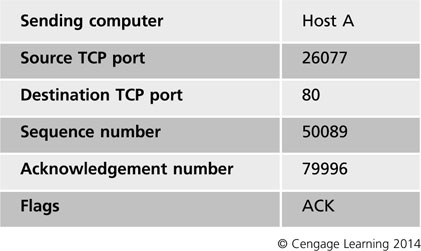 Sending computer Host A
Source TCP port 26077
Destination TCP port 80
Sequence number 50089
Acknowledgement number 79996
Flags ACK
© Cengage Learning 2014